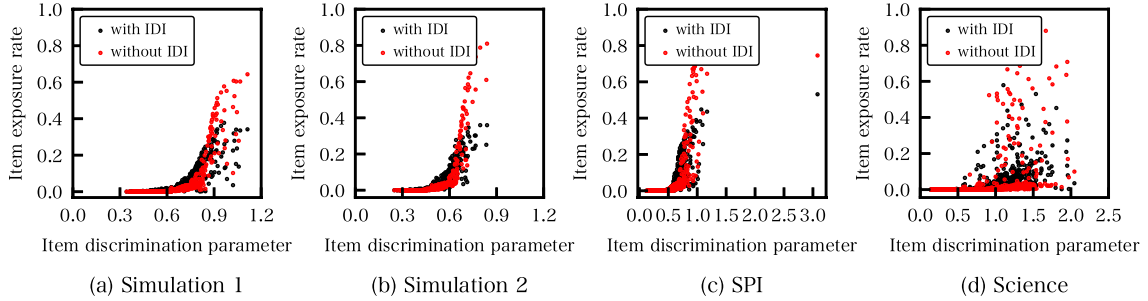 Item exposure rate
1.0
0.8
0.6
0.4
0.2
0.0
with IDI
without IDI
0.0 0.3 0.6 0.9 1.2
Item discrimination parameter
(a) Simulation 1
Item exposure rate
1.0
0.8
0.6
0.4
0.2
0.0
with IDI
without IDI
0.0 0.3 0.6 0.9 1.2
Item discrimination parameter
(b) Simulation 2
Item exposure rate
1.0
0.8
0.6
0.4
0.2
0.0
with IDI
without IDI
0.0 0.5 1.0 1.5 2.0 2.5 3.0
Item discrimination parameter
(c) SPI
Item exposure rate
1.0
0.8
0.6
0.4
0.2
0.0
with IDI
without IDI
0.0 0.5 1.0 1.5 2.0 2.5
Item discrimination parameter
(d) Science